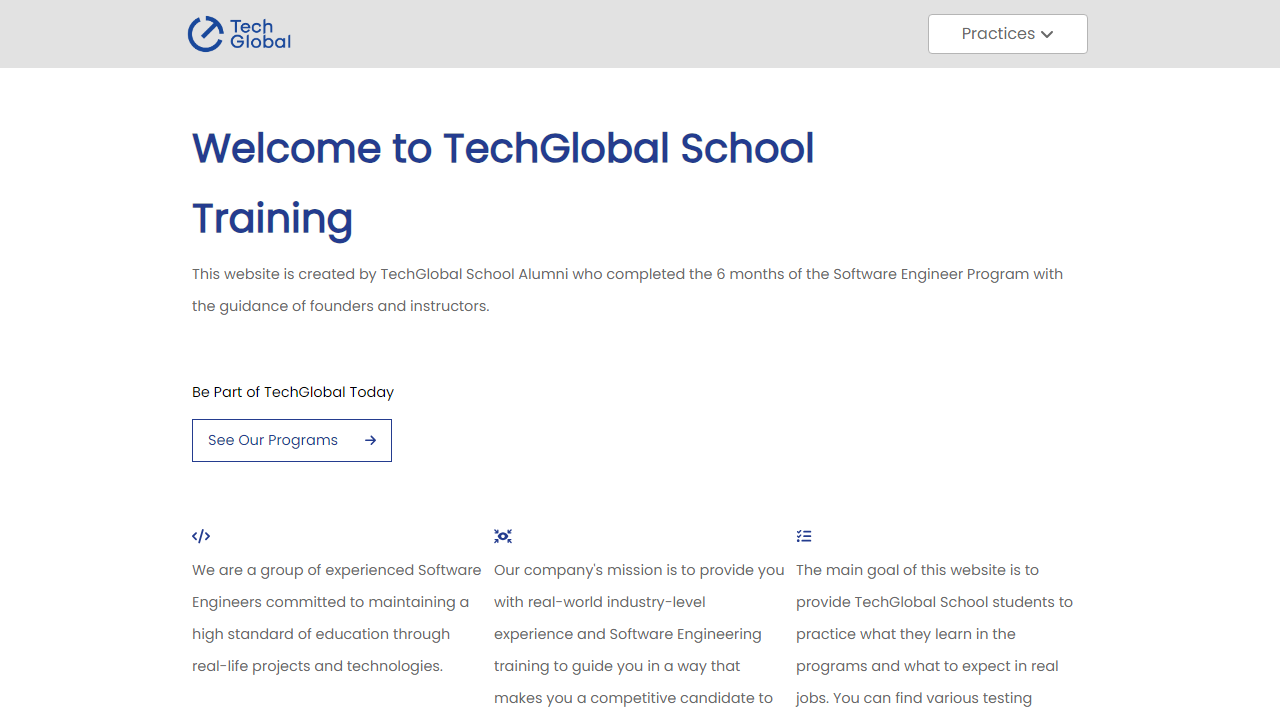 Tech
Global
Practices
Welcome to TechGlobal School
Training
This website is created by TechGlobal School Alumni who completed the 6 months of the Software Engineer Program with
the guidance of founders and instructors.
Be Part of TechGlobal Today
See Our Programs
We are a group of experienced Software
Engineers committed to maintaining a
high standard of education through
real-life projects and technologies.
Our company's mission is to provide you
with real-world industry-level
experience and Software Engineering
training to guide you in a way that
makes you a competitive candidate to
The main goal of this website is to
provide TechGlobal School students to
practice what they learn in the
programs and what to expect in real
jobs. You can find various testing